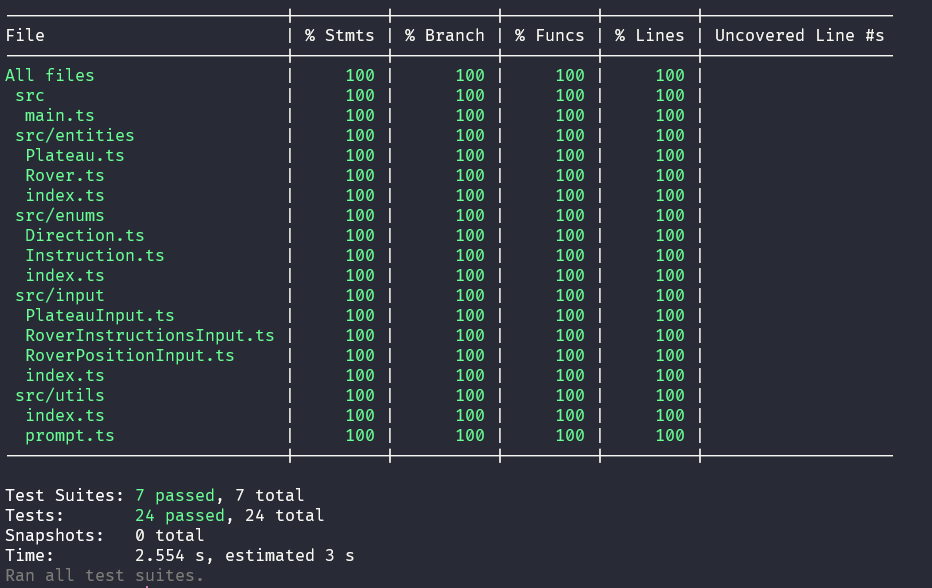 File | % Stmts | % Branch | % Funcs | % Lines | Uncovered Line #s
All files | 100 | 100 | 100 | 100 |
src | 100 | 100 | 100 | 100 |
main.ts | 100 | 100 | 100 | 100 |
src/entities | 100 | 100 | 100 | 100 |
Plateau.ts | 100 | 100 | 100 | 100 |
Rover.ts | 100 | 100 | 100 | 100 |
index.ts | 100 | 100 | 100 | 100 |
src/enums | 100 | 100 | 100 | 100 |
Direction.ts | 100 | 100 | 100 | 100 |
Instruction.ts | 100 | 100 | 100 | 100 |
index.ts | 100 | 100 | 100 | 100 |
src/input | 100 | 100 | 100 | 100 |
PlateauInput.ts | 100 | 100 | 100 | 100 |
RoverInstructionsInput.ts | 100 | 100 | 100 | 100 |
RoverPositionInput.ts | 100 | 100 | 100 | 100 |
index.ts | 100 | 100 | 100 | 100 |
src/utils | 100 | 100 | 100 | 100 |
index.ts | 100 | 100 | 100 | 100 |
prompt.ts | 100 | 100 | 100 | 100 |
Test Suites: 7 passed, 7 total
Tests: 24 passed, 24 total
Snapshots: 0 total
Time: 2.554 s, estimated 3 s
Ran all test suites.